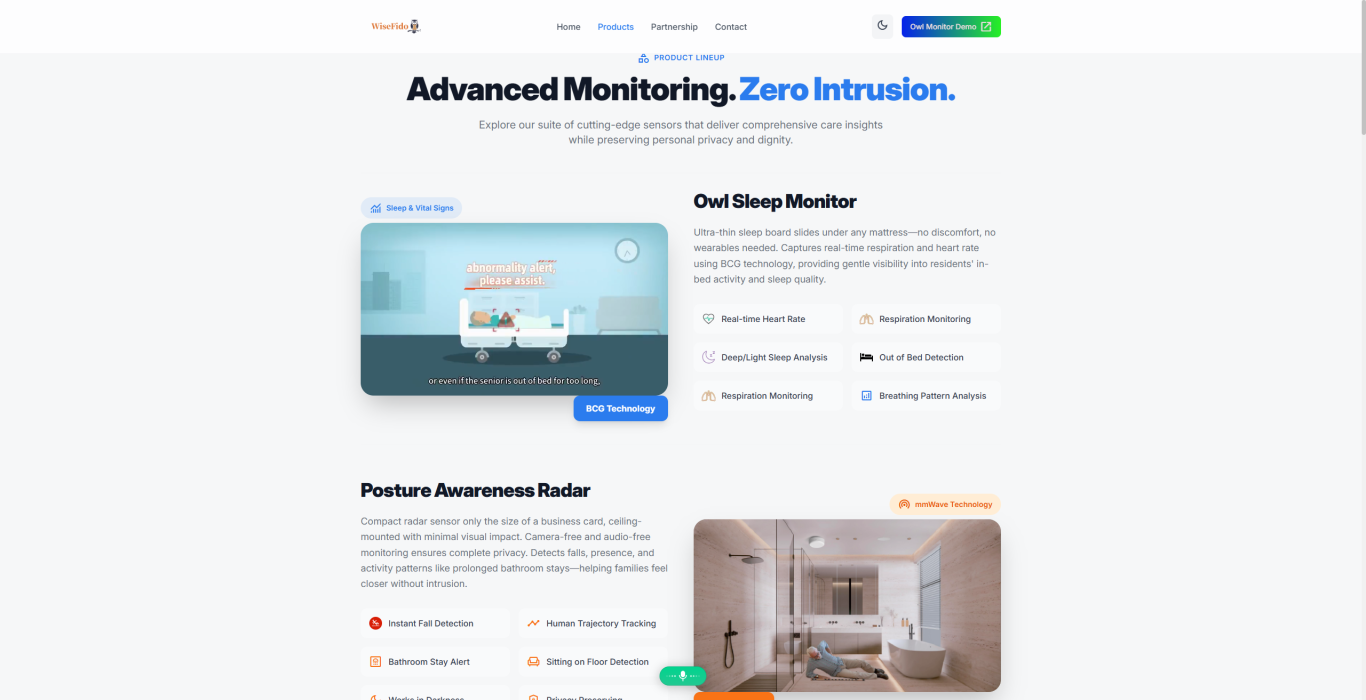 WiseFido
Home
Products
Partnership
Contact
Owl Monitor Demo
PRODUCT LINEUP
Advanced Monitoring. Zero Intrusion.
Explore our suite of cutting-edge sensors that deliver comprehensive care insights
while preserving personal privacy and dignity.
Sleep & Vital Signs
abnormality alert,
please assist.
or even if the senior is out of bed for too long,
BCG Technology
Owl Sleep Monitor
Ultra-thin sleep board slides under any mattress—no discomfort, no
wearables needed. Captures real-time respiration and heart rate
using BCG technology, providing gentle visibility into residents' in-
bed activity and sleep quality.
Real-time Heart Rate
Respiration Monitoring
Deep/Light Sleep Analysis
Out of Bed Detection
Respiration Monitoring
Breathing Pattern Analysis
Posture Awareness Radar
Compact radar sensor only the size of a business card, ceiling-
mounted with minimal visual impact. Camera-free and audio-free
monitoring ensures complete privacy. Detects falls, presence, and
activity patterns like prolonged bathroom stays—helping families feel
closer without intrusion.
Instant Fall Detection
Human Trajectory Tracking
Bathroom Stay Alert
Sitting on Floor Detection
Works in Darkness
Privacy Preserving
mmWave Technology